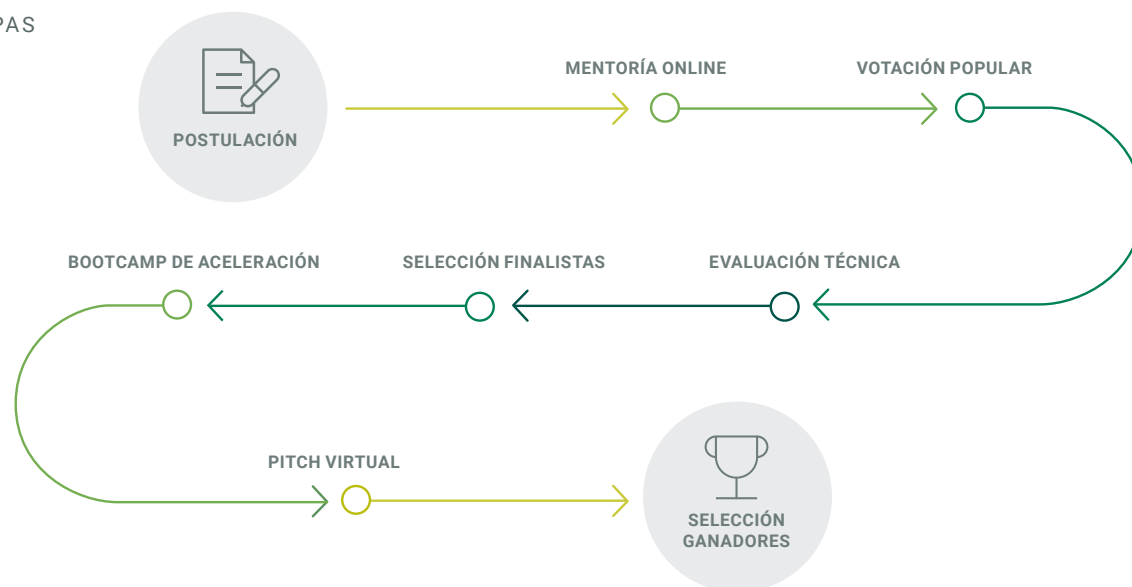 PAS
POSTULACIÓN
MENTORÍA ONLINE
VOTACIÓN POPULAR
EVALUACIÓN TÉCNICA
SELECCIÓN FINALISTAS
BOOTCAMP DE ACELERACIÓN
PITCH VIRTUAL
SELECCIÓN
GANADORES